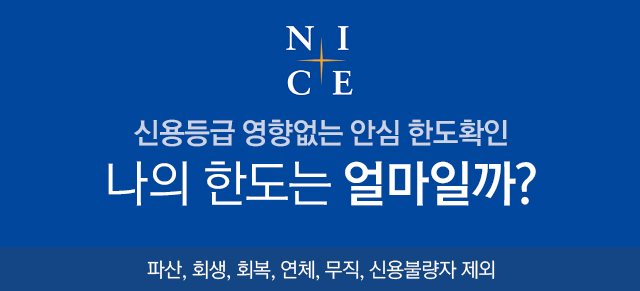 N I
C E
신용등급 영향없는 안심 한도확인
나의 한도는 얼마일까?
파산, 회생, 회복, 연체, 무직, 신용불량자 제외